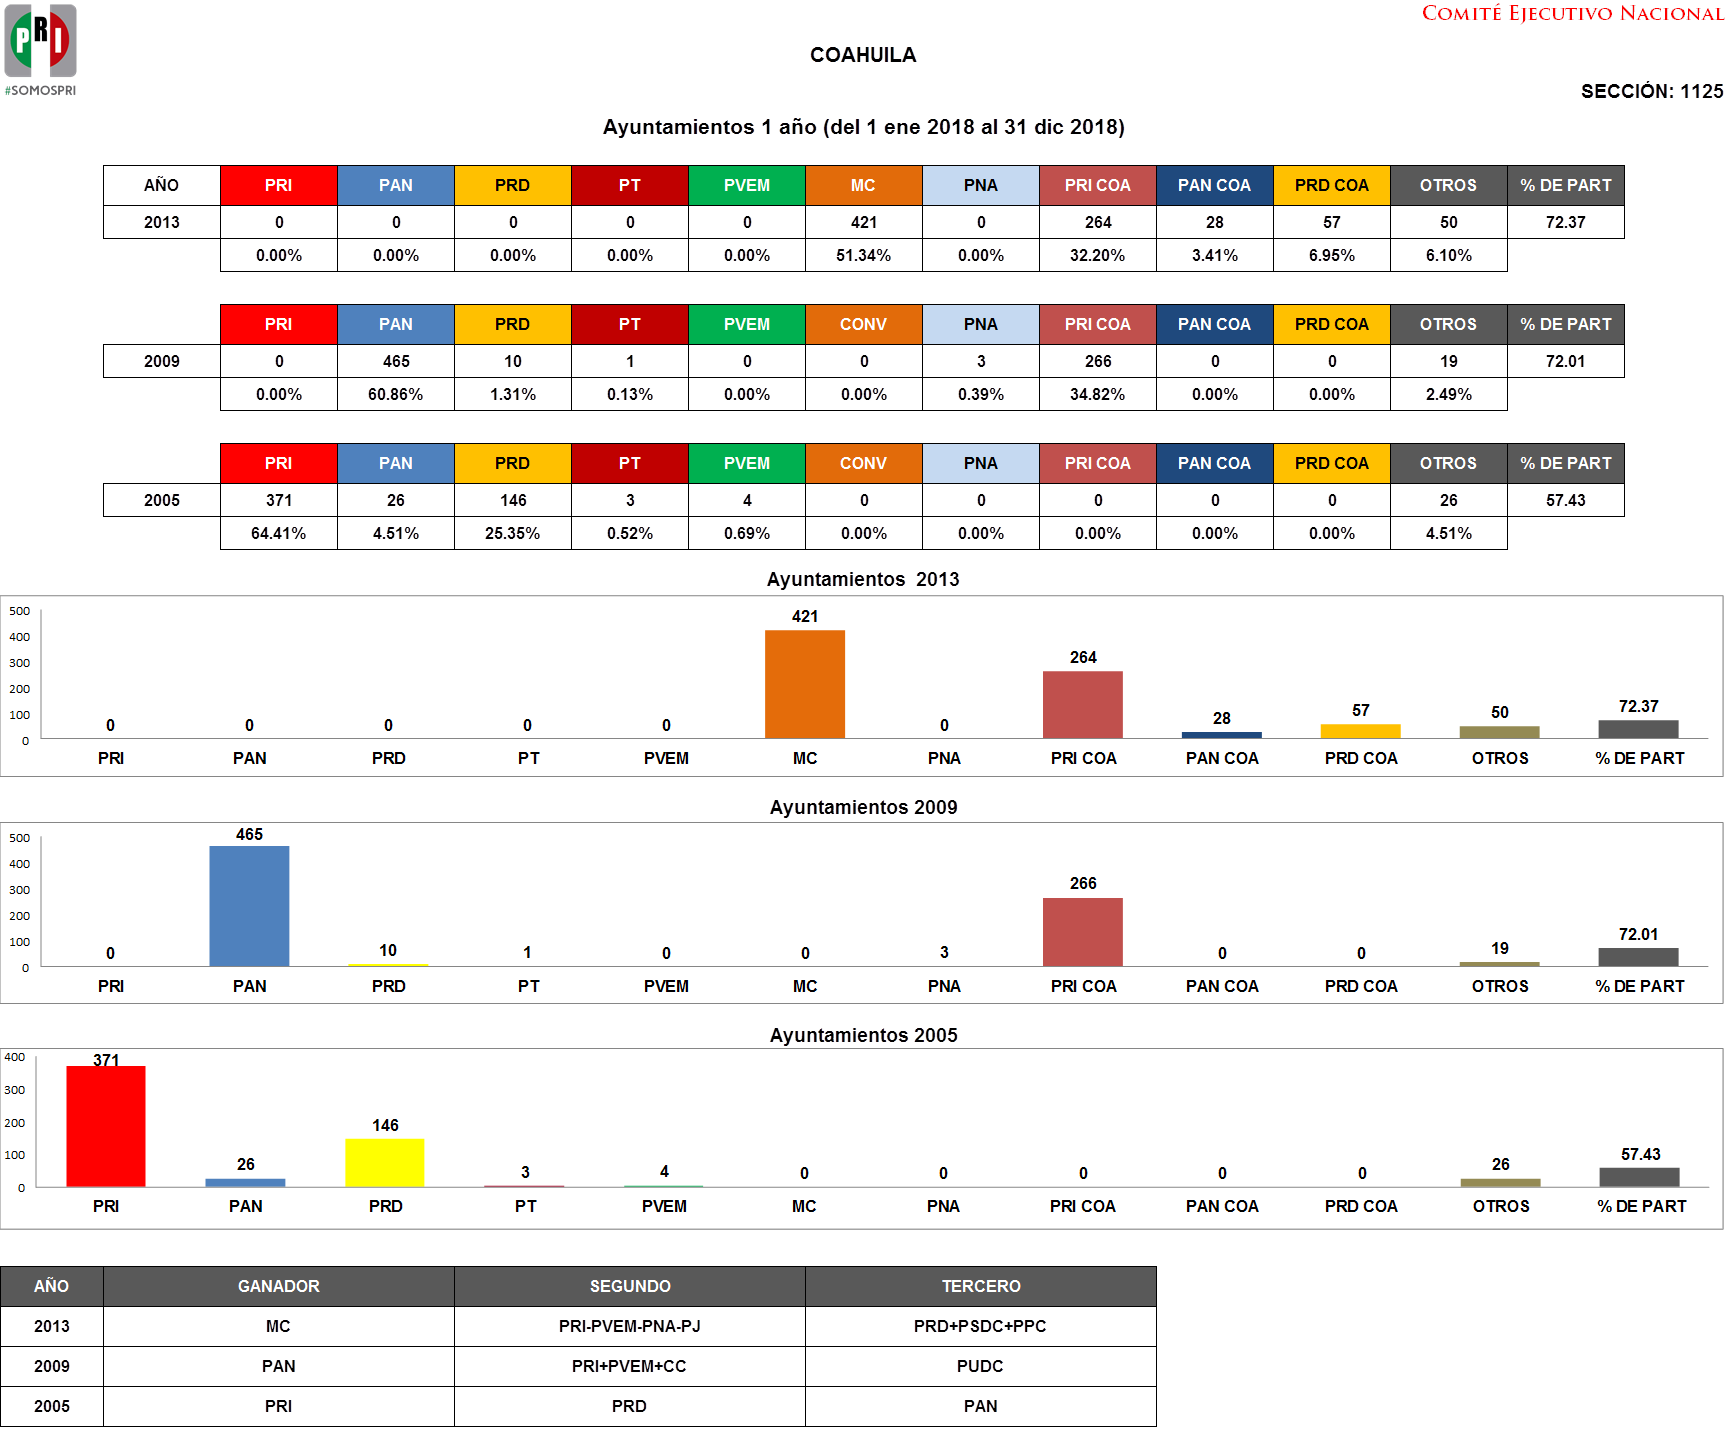 COMITÉ EJECUTIVO NACIONAL
PRI
#SOMOSPRI
COAHUILA
SECCIÓN: 1125
Ayuntamientos 1 año (del 1 ene 2018 al 31 dic 2018)
AÑO PRI PAN PRD PT PVEM MC PNA PRI COA PAN COA PRD COA OTROS % DE PART
2013 0 0 0 0 0 421 0 264 28 57 50 72.37
0.00% 0.00% 0.00% 0.00% 0.00% 51.34% 0.00% 32.20% 3.41% 6.95% 6.10%
PRI PAN PRD PT PVEM CONV PNA PRI COA PAN COA PRD COA OTROS % DE PART
2009 0 465 10 1 0 0 3 266 0 0 19 72.01
0.00% 60.86% 1.31% 0.13% 0.00% 0.00% 0.39% 34.82% 0.00% 0.00% 2.49%
PRI PAN PRD PT PVEM CONV PNA PRI COA PAN COA PRD COA OTROS % DE PART
2005 371 26 146 3 4 0 0 0 0 0 26 57.43
64.41% 4.51% 25.35% 0.52% 0.69% 0.00% 0.00% 0.00% 0.00% 0.00% 4.51%
Ayuntamientos 2013
500
400
300
200
100
0
0 0 0 0 0 421 0 264 28 57 50 72.37
PRI PAN PRD PT PVEM MC PNA PRI COA PAN COA PRD COA OTROS % DE PART
Ayuntamientos 2009
500
400
300
200
100
0
0 465 10 1 0 0 3 266 0 0 19 72.01
PRI PAN PRD PT PVEM MC PNA PRI COA PAN COA PRD COA OTROS % DE PART
Ayuntamientos 2005
400
300
200
100
0
371 26 146 3 4 0 0 0 0 0 26 57.43
PRI PAN PRD PT PVEM MC PNA PRI COA PAN COA PRD COA OTROS % DE PART
AÑO GANADOR SEGUNDO TERCERO
2013 MC PRI-PVEM-PNA-PJ PRD+PSDC+PPC
2009 PAN PRI+PVEM+CC PUDC
2005 PRI PRD PAN